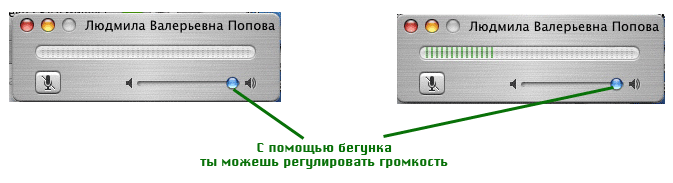 Людмила Валерьевна Попова
Людмила Валерьевна Попова
С помощью бегунка
ты можешь регулировать громкость